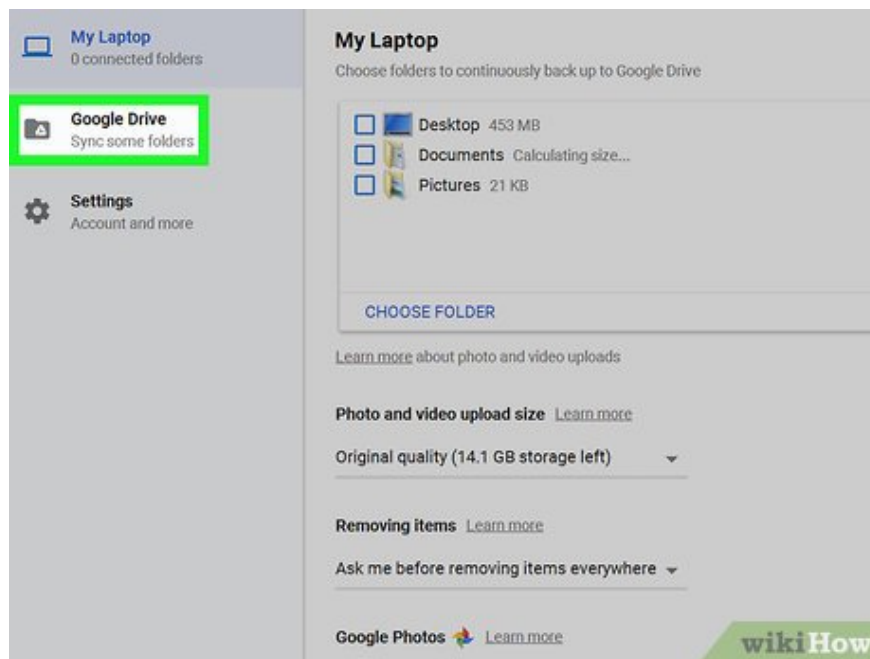 My Laptop
0 connected folders
Google Drive
Sync some folders
Settings
Account and more
My Laptop
Choose folders to continuously back up to Google Drive
Desktop 453 MB
Documents Calculating size...
Pictures 21 KB
CHOOSE FOLDER
Learn more about photo and video uploads
Photo and video upload size Learn more
Original quality (14.1 GB storage left)
Removing items Learn more
Ask me before removing items everywhere
Google Photos Learn more
wikiHow